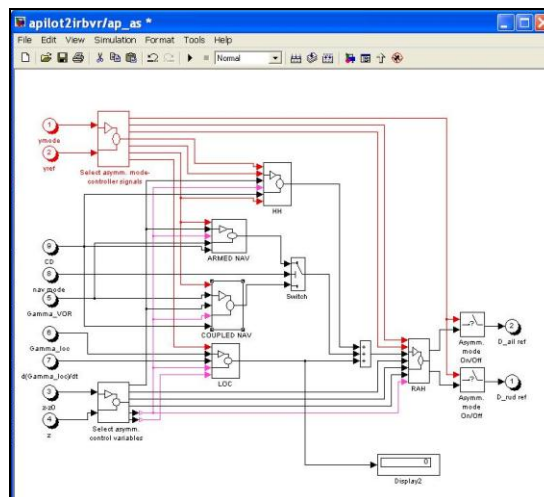 apilot2irbvr/ap_as *
File Edit View Simulation Format Tools Help
Normal
1
ymode
2
yref
Select asymm. mode-
controller signals
HH
9
CD
8
nav mode
5
Gamma_VOR
ARMED NAV
Switch
COUPLED NAV
6
Gamma_loc
7
d(Gamma_loc)/dt
LOC
3
z-z0
4
z
Select asymm.
control variables
RAH
Asymm.
mode
On/Off
2
D_ail ref
Asymm.
mode
On/Off
1
D_rud ref
0
Display2